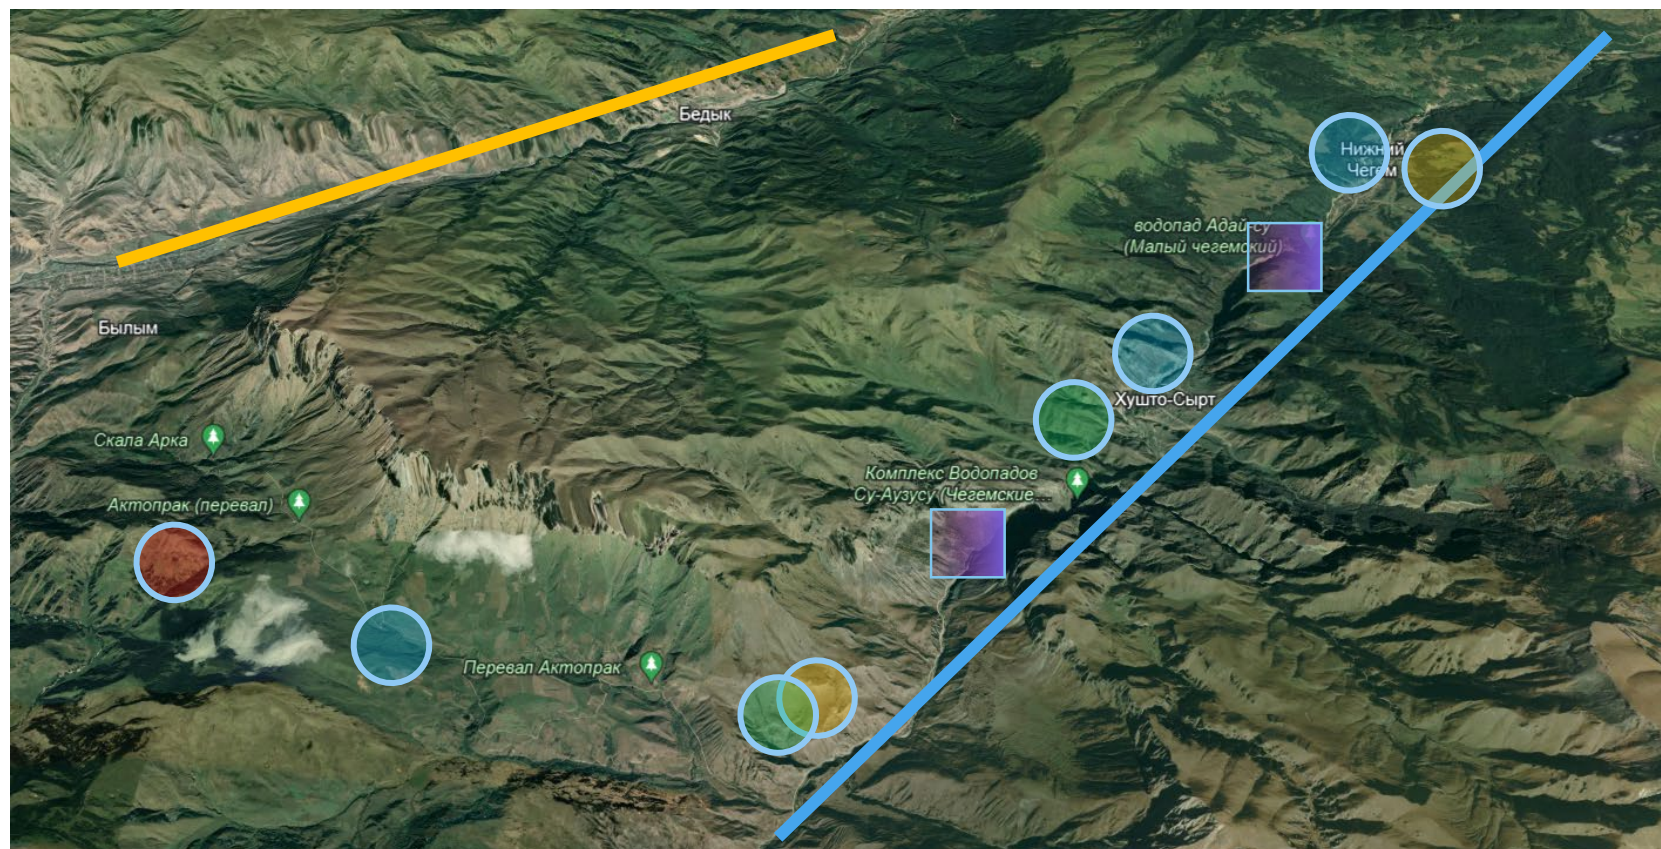 Бедык
Нижний
Чегем
водопад Адай-су
(Малый чегемский)
Былым
Хушто-Сырт
Скала Арка
Комплекс Водопадов
Су-Аузусу (Чегемские ...
Актопрак (перевал)
Перевал Актопрак